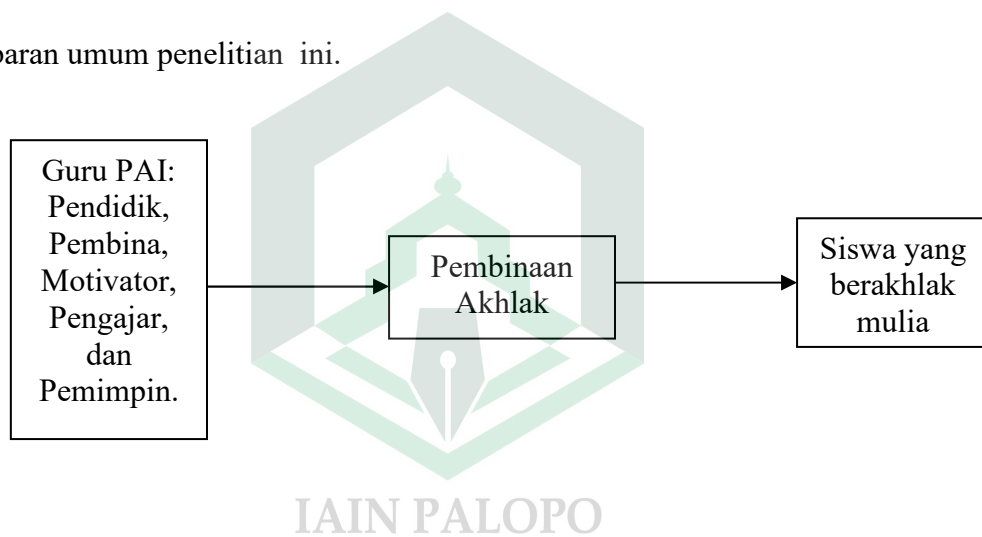 umum penelitian ini.
Guru PAI:
Pendidik,
Pembina,
Motivator,
Pengajar,
dan
Pemimpin.
Pembinaan
Akhlak
Siswa yang
berakhlak
mulia
IAIN PALOPO